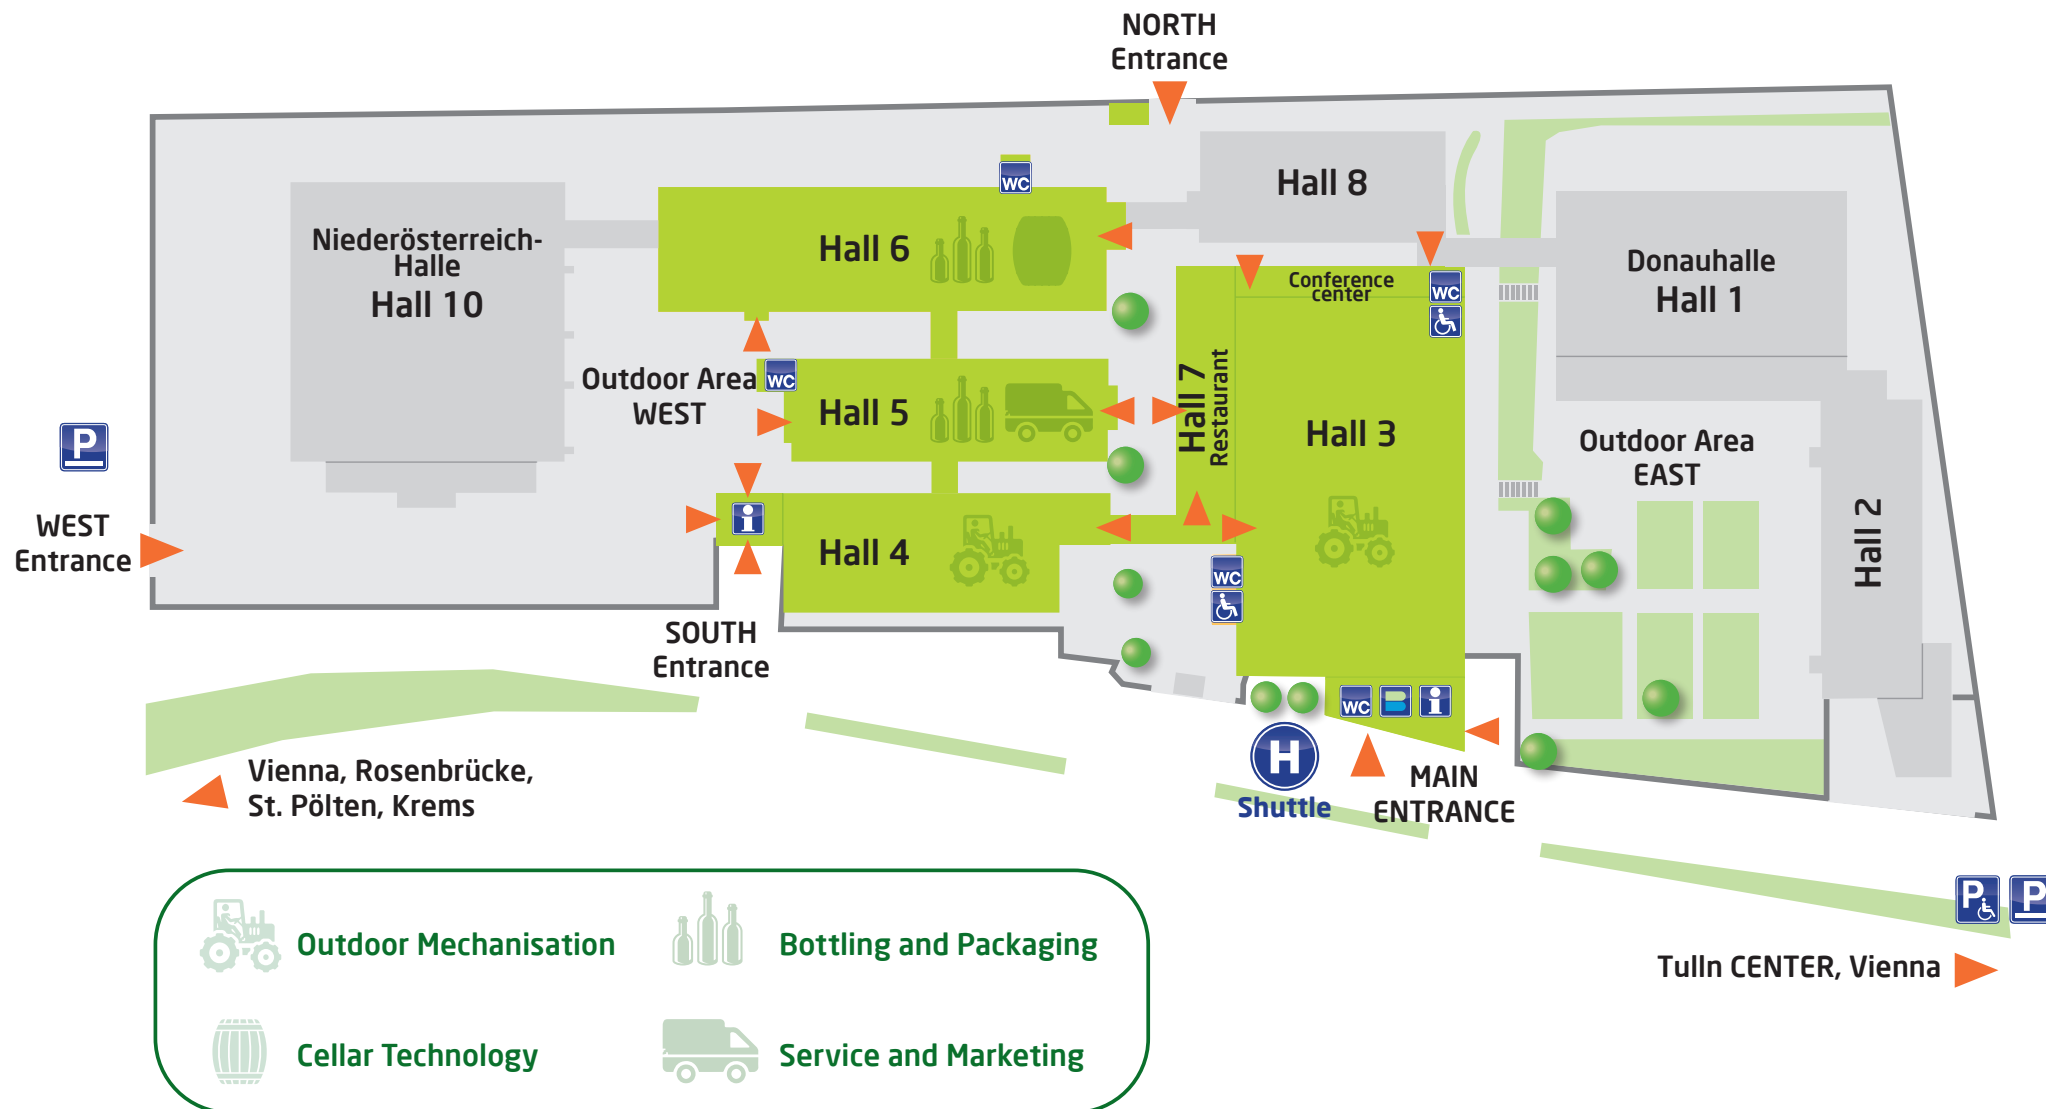 NORTH
Entrance
Hall 8
Niederösterreich-
Halle
Hall 10
WC
Hall 6
Donauhalle
Hall 1
Conference
center
WC
Outdoor Area
WEST
WC
Hall 5
Hall 7
Restaurant
Hall 3
Outdoor Area
EAST
P
WEST
Entrance
i
Hall 4
WC
Hall 2
SOUTH
Entrance
WC
B
i
H
Shuttle
MAIN
ENTRANCE
Vienna, Rosenbrücke,
St. Pölten, Krems
P
P
Tulln CENTER, Vienna
Outdoor Mechanisation
Bottling and Packaging
Cellar Technology
Service and Marketing